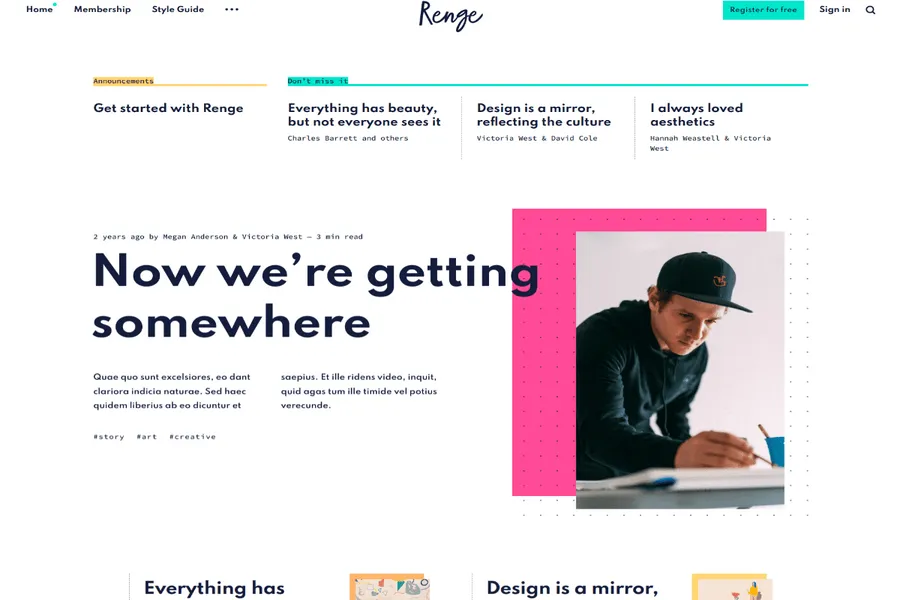 Home Membership Style Guide •••
Renge
Register for free Sign in
Announcements
Get started with Renge
Don't miss it
Everything has beauty,
but not everyone sees it
Charles Barrett and others
Design is a mirror,
reflecting the culture
Victoria West & David Cole
I always loved
aesthetics
Hannah Weastell & Victoria
West
2 years ago by Megan Anderson & Victoria West — 3 min read
Now we're getting
somewhere
Quae quo sunt excelsiores, eo dant
clariora indicia naturae. Sed haec
quidem liberius ab eo dicuntur et
saepius. Et ille ridens video, inquit,
quid agas tum ille timide vel potius
verecunde.
#story #art #creative
Everything has
Design is a mirror,